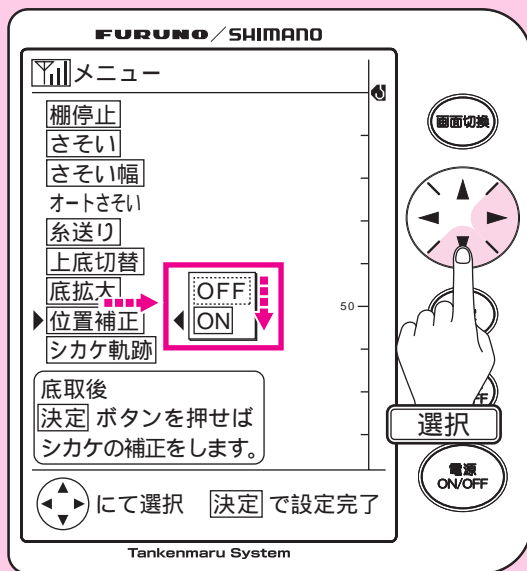 FURUNO/SHIMANO
メニュー
棚停止
さそい
さそい幅
オートさそい
糸送り
上底切替
底拡大
位置補正
シカケ軌跡
OFF
ON
50
底取後
決定 ボタンを押せば
シカケの補正をします。
にて選択 決定 で設定完了
Tankenmaru System
画面切換
選択
電源
ON/OFF